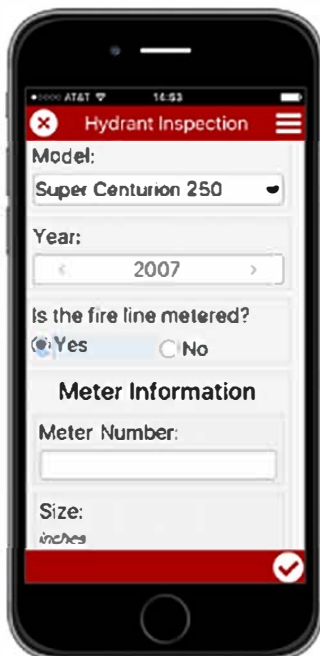 AT&T 14:53
Hydrant Inspection
Model:
Super Centurion 250
Year:
2007
Is the fire line metered?
Yes No
Meter Information
Meter Number:
Size:
inches